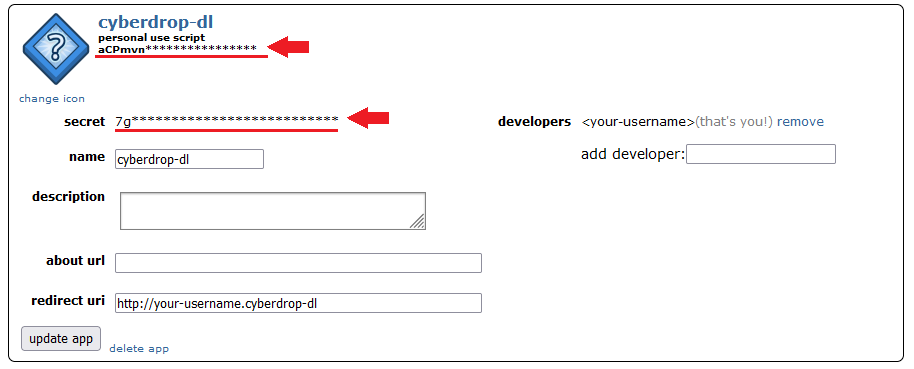 cyberdrop-dl
personal use script
aCPmvn****************
change icon
secret 7g**************************
developers <your-username>(that's you!) remove
name cyberdrop-dl
add developer:
description
about url
redirect uri http://your-username.cyberdrop-dl
update app delete app